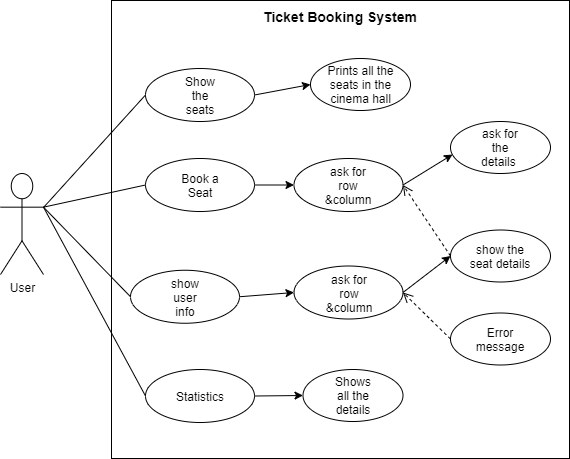 Ticket Booking System
Show
the
seats
Prints all the
seats in the
cinema hall
ask for
the
details
Book a
Seat
ask for
row
&column
show the
seat details
User
show
user
info
ask for
row
&column
Error
message
Statistics
Shows
all the
details